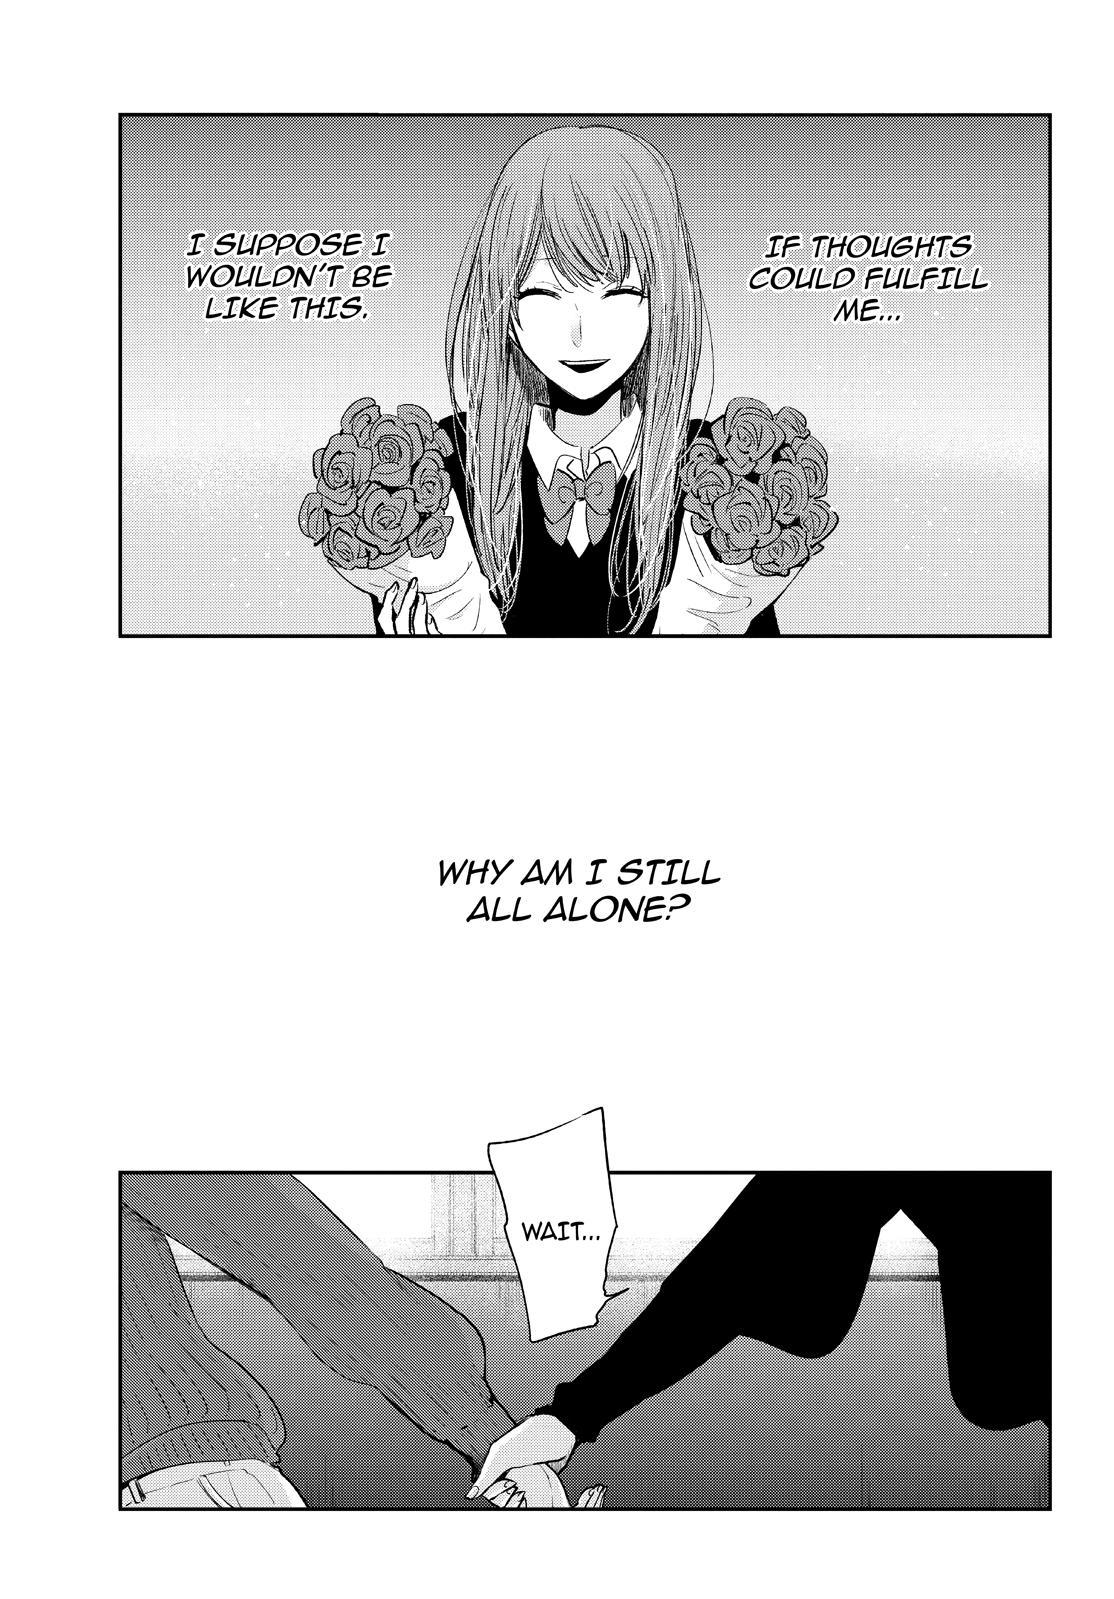 IF THOUGHTS
COULD FULFILL
ME...
I SUPPOSE I
WOULDN'T BE
LIKE THIS.
WHY AM I STILL
ALL ALONE?
WAIT...